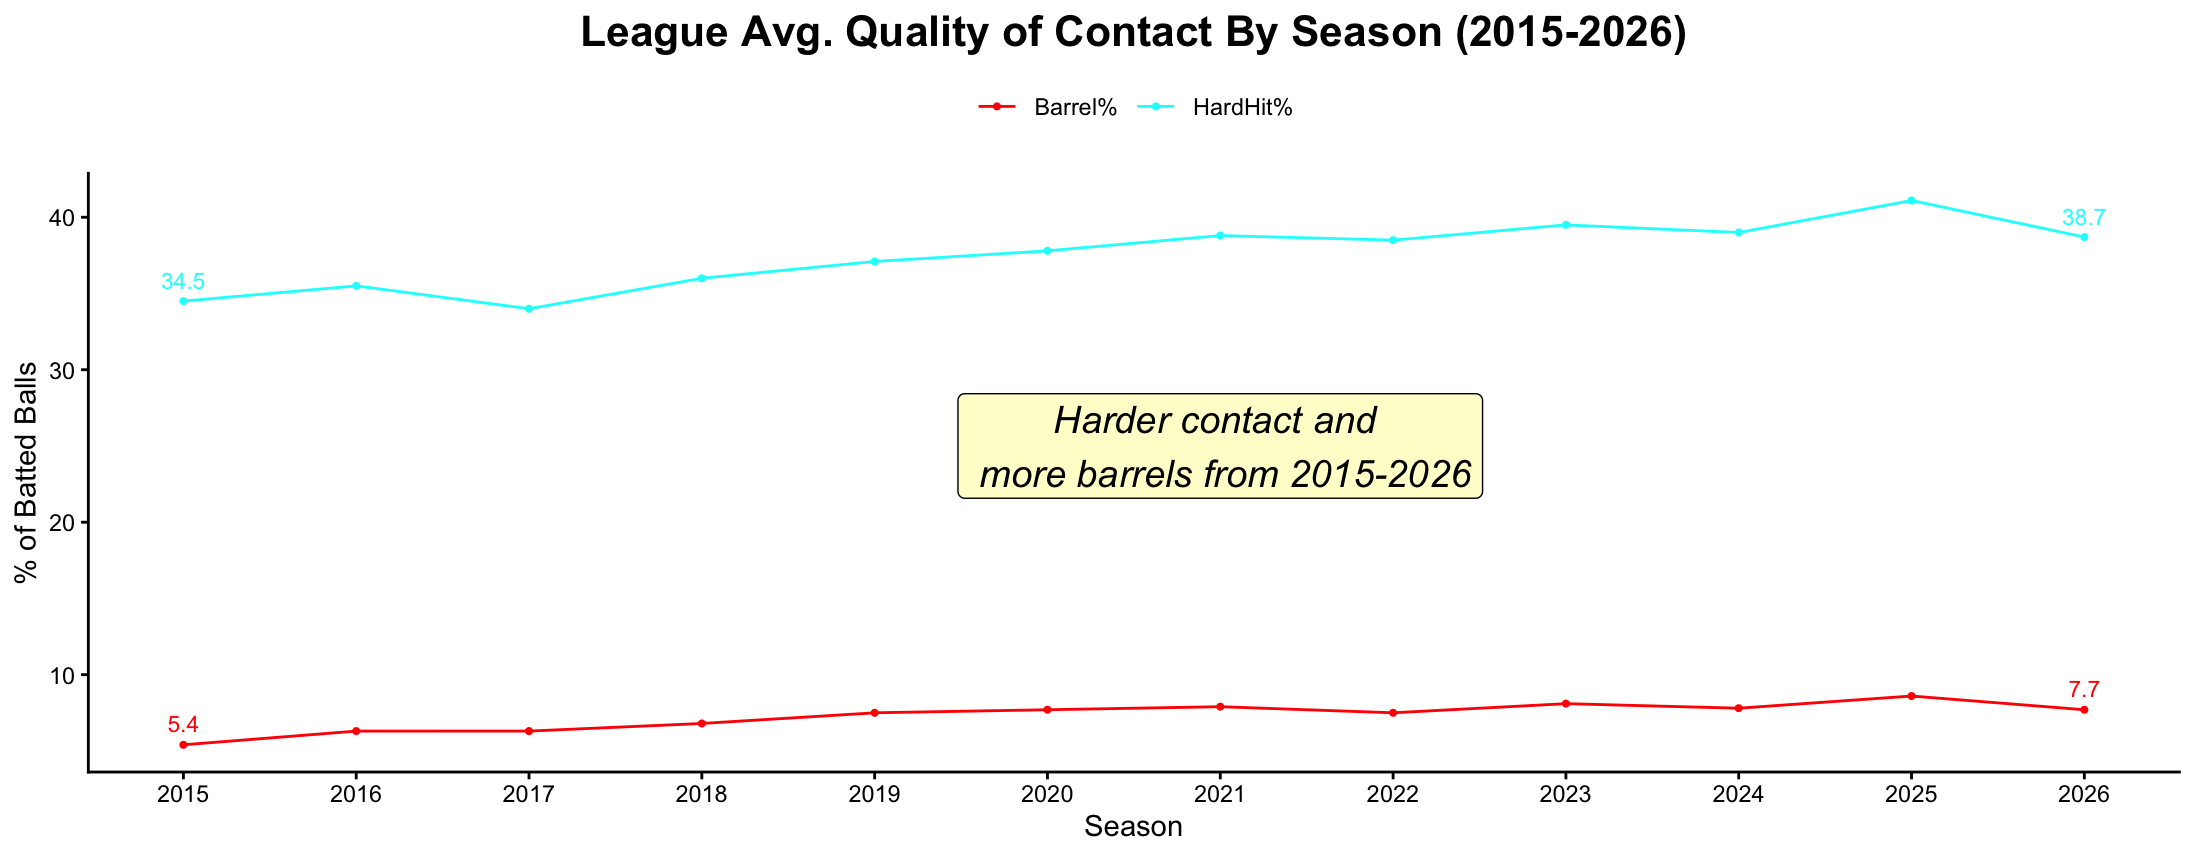 League Avg. Quality of Contact By Season (2015-2026)
Barrel% HardHit%
40
30
20
10
% of Batted Balls
34.5
38.7
Harder contact and
more barrels from 2015-2026
5.4
7.7
2015 2016 2017 2018 2019 2020 2021 2022 2023 2024 2025 2026
Season